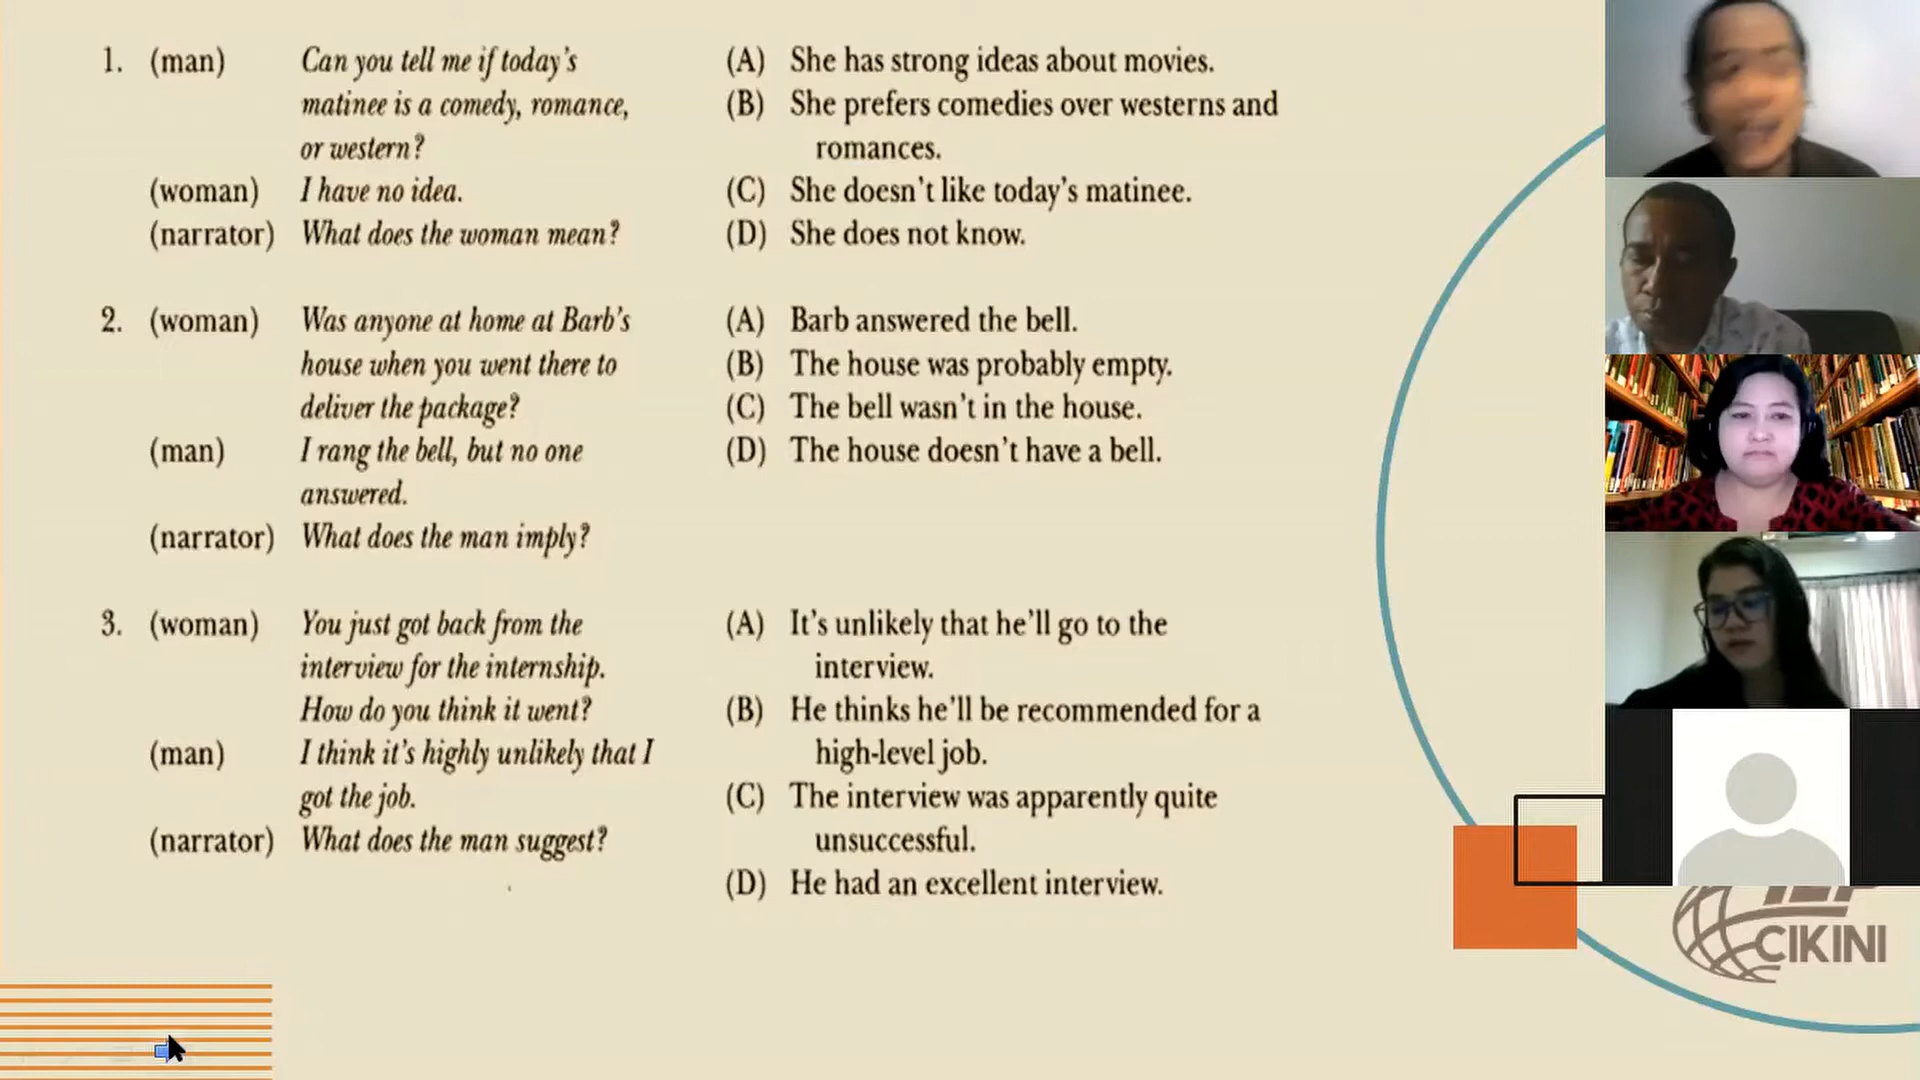 1. (man) Can you tell me if today's
matinee is a comedy, romance,
or western?
(woman) I have no idea.
(narrator) What does the woman mean?
(A) She has strong ideas about movies.
(B) She prefers comedies over westerns and
romances.
(C) She doesn't like today's matinee.
(D) She does not know.
2. (woman) Was anyone at home at Barb's
house when you went there to
deliver the package?
(man) I rang the bell, but no one
answered.
(narrator) What does the man imply?
(A) Barb answered the bell.
(B) The house was probably empty.
(C) The bell wasn't in the house.
(D) The house doesn't have a bell.
3. (woman) You just got back from the
interview for the internship.
How do you think it went?
(man) I think it's highly unlikely that I
got the job.
(narrator) What does the man suggest?
(A) It's unlikely that he'll go to the
interview.
(B) He thinks he'll be recommended for a
high-level job.
(C) The interview was apparently quite
unsuccessful.
(D) He had an excellent interview.
CIKINI